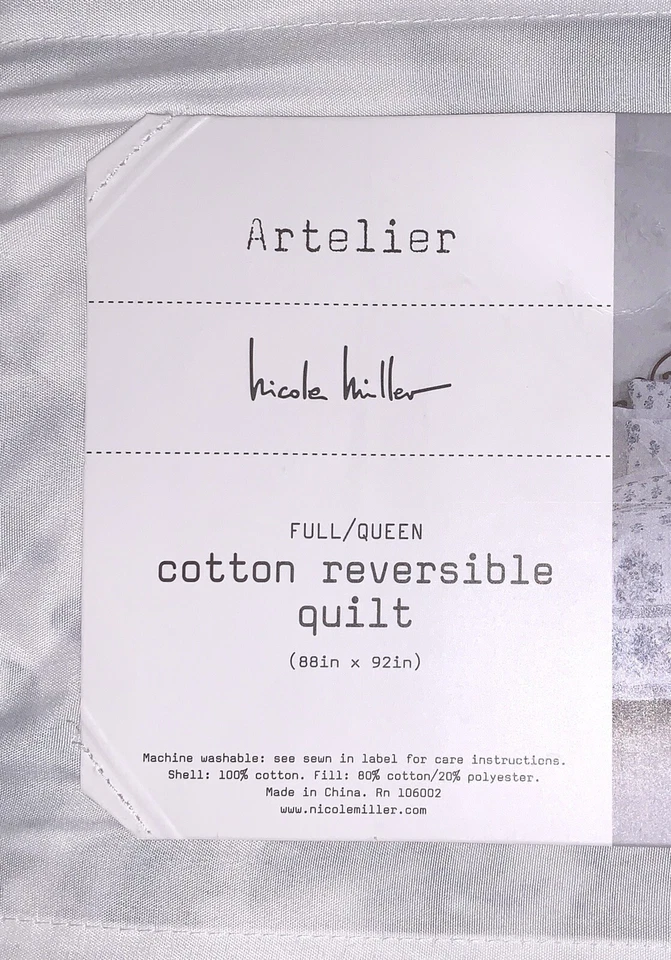 Artelier
Nicole Miller
FULL/QUEEN
cotton reversible
quilt
(88in x 92in)
Machine washable: see sewn in label for care instructions.
Shell: 100% cotton. Fill: 80% cotton/20% polyester.
Made in China. Rn 106002
www.nicolemiller.com